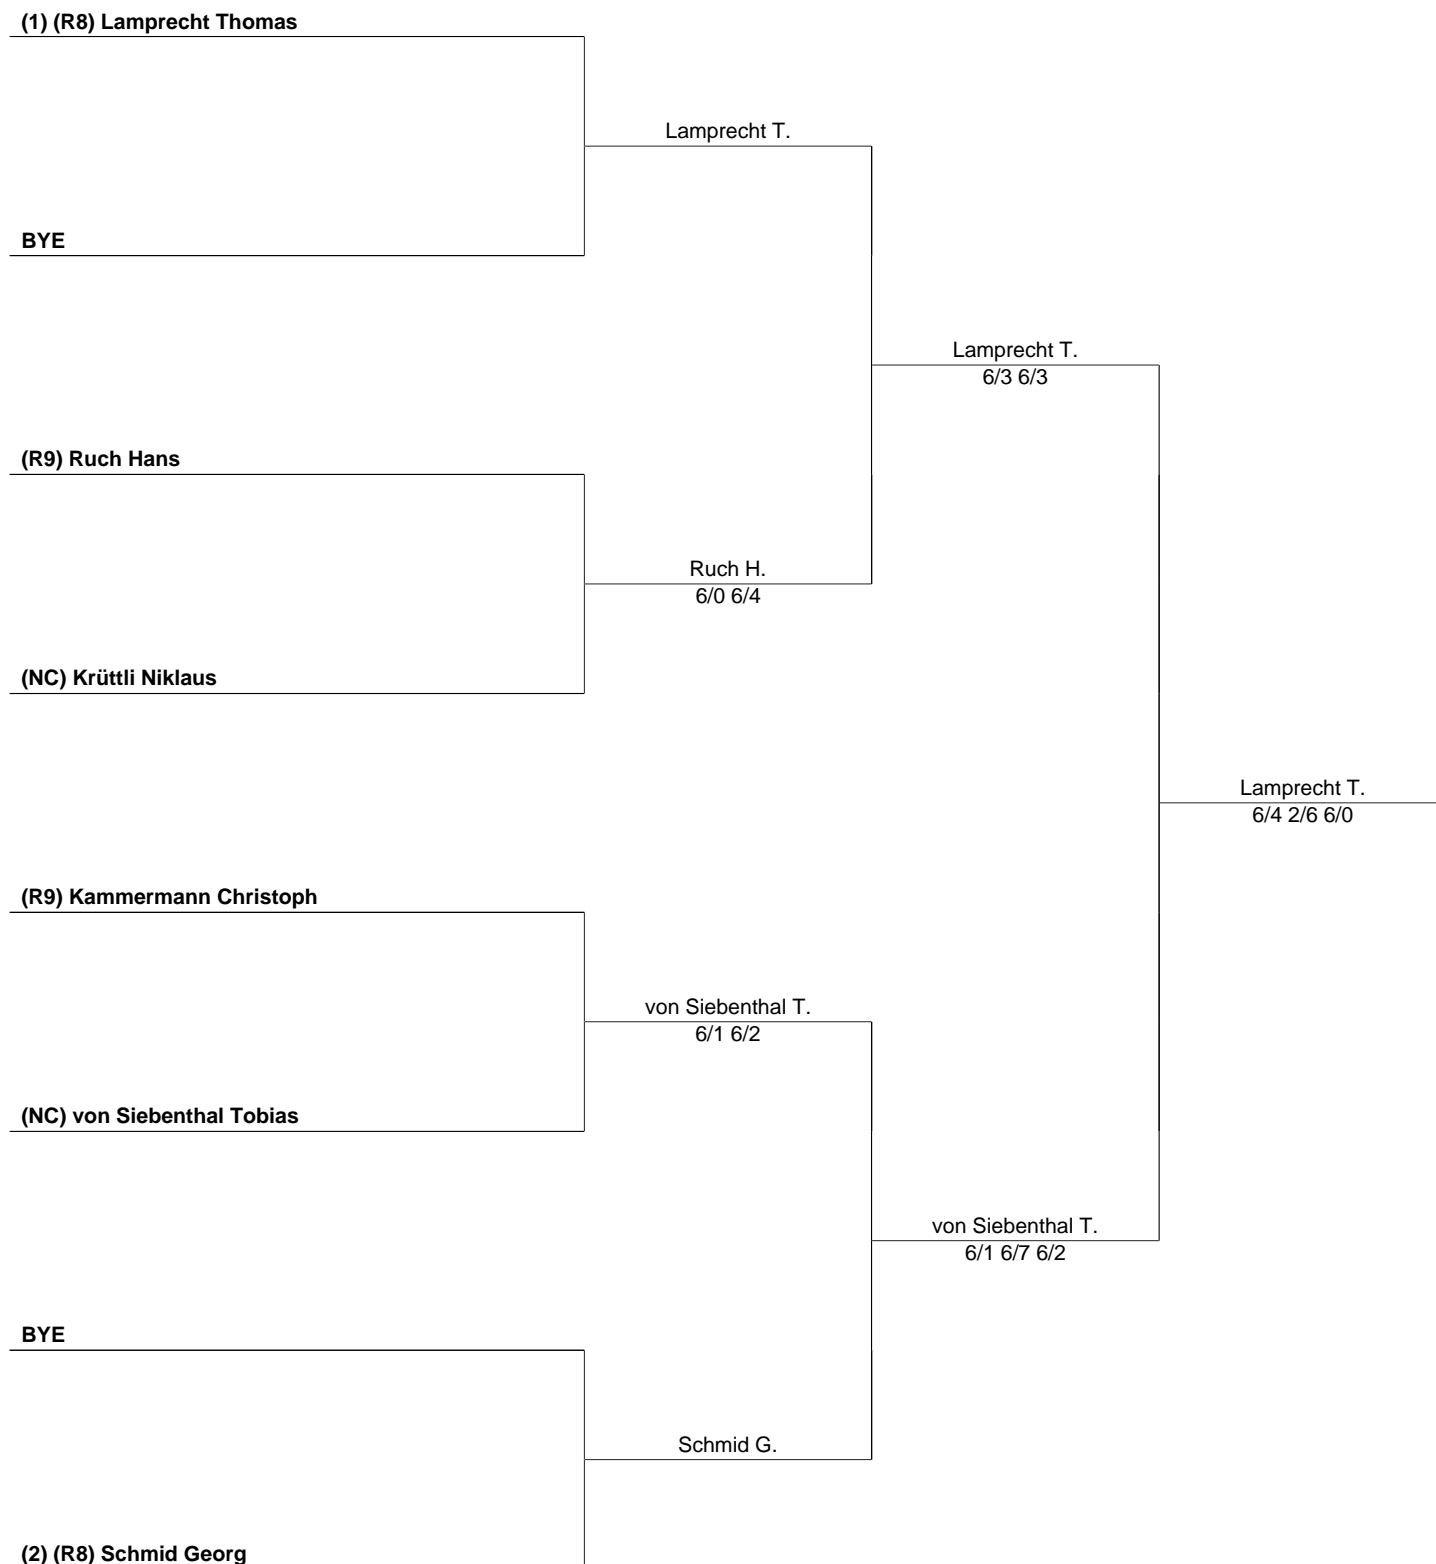 (1) (R8) Lamprecht Thomas
Lamprecht T.
BYE
Lamprecht T.
6/3 6/3
(R9) Ruch Hans
Ruch H.
6/0 6/4
(NC) Krüttli Niklaus
Lamprecht T.
6/4 2/6 6/0
(R9) Kammermann Christoph
von Siebenthal T.
6/1 6/2
(NC) von Siebenthal Tobias
von Siebenthal T.
6/1 6/7 6/2
BYE
Schmid G.
(2) (R8) Schmid Georg